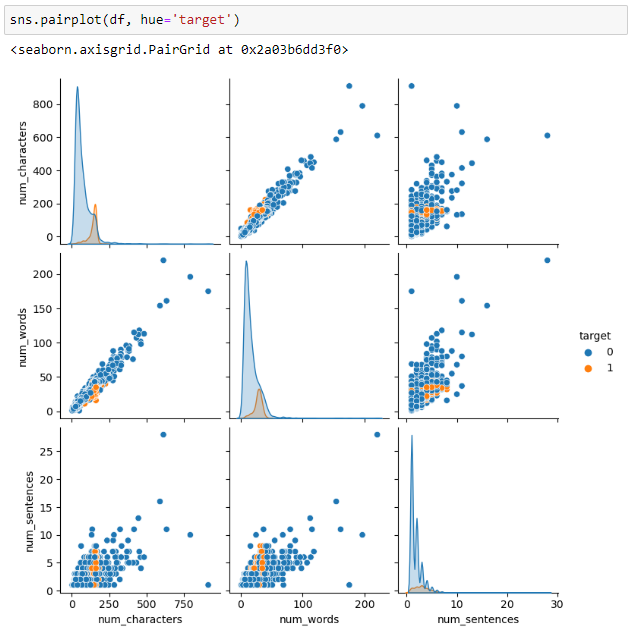 sns.pairplot(df, hue='target')
<seaborn.axisgrid.PairGrid at 0x2a03b6dd3f0>
num_characters
800
600
400
200
0
num_words
200
150
100
50
0
target
0
1
num_sentences
25
20
15
10
5
0
0 250 500 750
0 100 200
0 10 20 30
num_characters num_words num_sentences